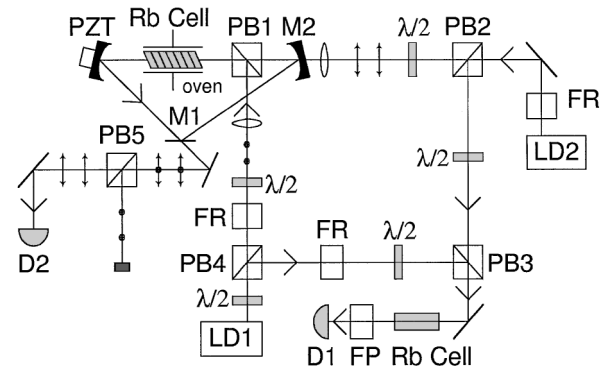 Rb Cell
PZT
PB1
M2
λ/2
PB2
oven
FR
M1
PB5
LD2
λ/2
λ/2
FR
λ/2
D2
PB4
FR
PB3
λ/2
LD1
D1
FP
Rb Cell